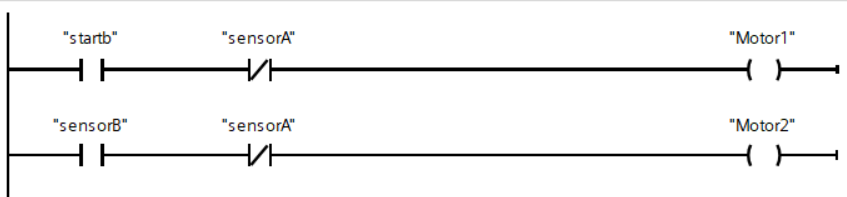 "startb" "sensorA" "Motor1"
"sensorB" "sensorA" "Motor2"